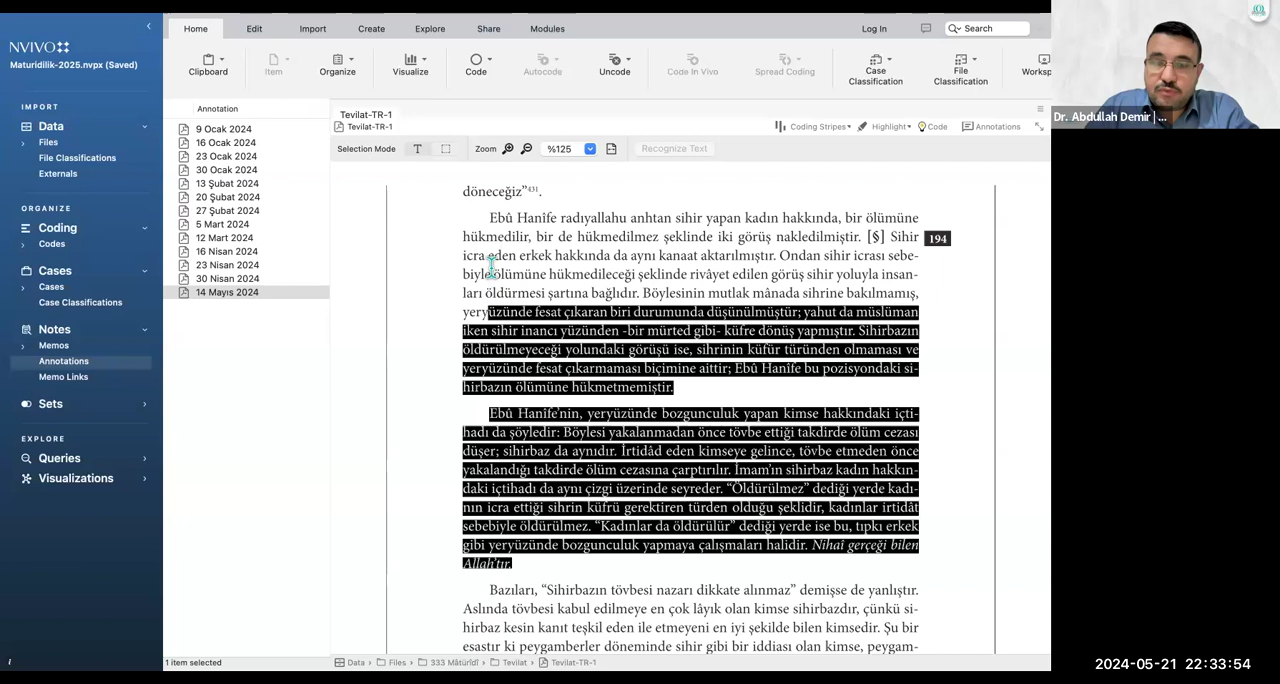 NVIVO
Maturidilik-2025.nvpx (Saved)
IMPORT
Data
Files
File Classifications
Externals
ORGANIZE
Coding
Codes
Cases
Cases
Case Classifications
Notes
Memos
Annotations
Memo Links
Sets
EXPLORE
Queries
Visualizations
Home Edit Import Create Explore Share Modules Log In Search
Clipboard Item Organize Visualize Code Autocode Uncode Code In Vivo Spread Coding Case Classification File Classification Worksp
Annotation
9 Ocak 2024
16 Ocak 2024
23 Ocak 2024
30 Ocak 2024
13 Şubat 2024
20 Şubat 2024
27 Şubat 2024
5 Mart 2024
12 Mart 2024
16 Nisan 2024
23 Nisan 2024
30 Nisan 2024
14 Mayıs 2024
1 item selected
Tevilat-TR-1
Tevilat-TR-1
Coding Stripes Highlight Code Annotations
Selection Mode T Zoom %125 Recognize Text
döneceğiz”431.
Ebû Hanîfe radıyallahu anhtan sihir yapan kadın hakkında, bir ölümüne
hükmedilir, bir de hükmedilmez şeklinde iki görüş nakledilmiştir. [§] Sihir
194
icra eden erkek hakkında da aynı kanaat aktarılmıştır. Ondan sihir icrası sebe-
biyle ölümüne hükmedileceği şeklinde rivâyet edilen görüş sihir yoluyla insan-
ları öldürmesi şartına bağlıdır. Böylesinin mutlak mânada sihrine bakılmamış,
yeryüzünde fesat çıkaran biri durumunda düşünülmüştür; yahut da müslüman
iken sihir inancı yüzünden -bir mürted gibi- küfre dönüş yapmıştır. Sihirbazın
öldürülmeyeceği yolundaki görüşü ise, sihrinin küfür türünden olmaması ve
yeryüzünde fesat çıkarmaması biçimine aittir; Ebû Hanîfe bu pozisyondaki si-
hirbazın ölümüne hükmetmemiştir.
Ebû Hanîfe’nin, yeryüzünde bozgunculuk yapan kimse hakkındaki içti-
hadı da şöyledir: Böylesi yakalanmadan önce tövbe ettiği takdirde ölüm cezası
düşer; sihirbaz da aynıdır. İrtidâd eden kimseye gelince, tövbe etmeden önce
yakalandığı takdirde ölüm cezasına çarptırılır. İmam’ın sihirbaz kadın hakkın-
daki içtihadı da aynı çizgi üzerinde seyreder. “Öldürülmez” dediği yerde kadı-
nın icra ettiği sihrin küfrü gerektiren türden olduğu şeklidir, kadınlar irtidât
sebebiyle öldürülmez. “Kadınlar da öldürülür” dediği yerde ise bu, tıpkı erkek
gibi yeryüzünde bozgunculuk yapmaya çalışmaları halidir. Nihaî gerçeği bilen
Allah’tır.
Bazıları, “Sihirbazın tövbesi nazarı dikkate alınmaz” demişse de yanlıştır.
Aslında tövbesi kabul edilmeye en çok lâyık olan kimse sihirbazdır, çünkü si-
hirbaz kesin kanıt teşkil eden ile etmeyeni en iyi şekilde bilen kimsedir. Şu bir
esastır ki peygamberler döneminde sihir gibi bir iddiası olan kimse, peygam-
Data Files 333 Mâtürîdî Tevilat Tevilat-TR-1
Dr. Abdullah Demir | ...
2024-05-21 22:33:54